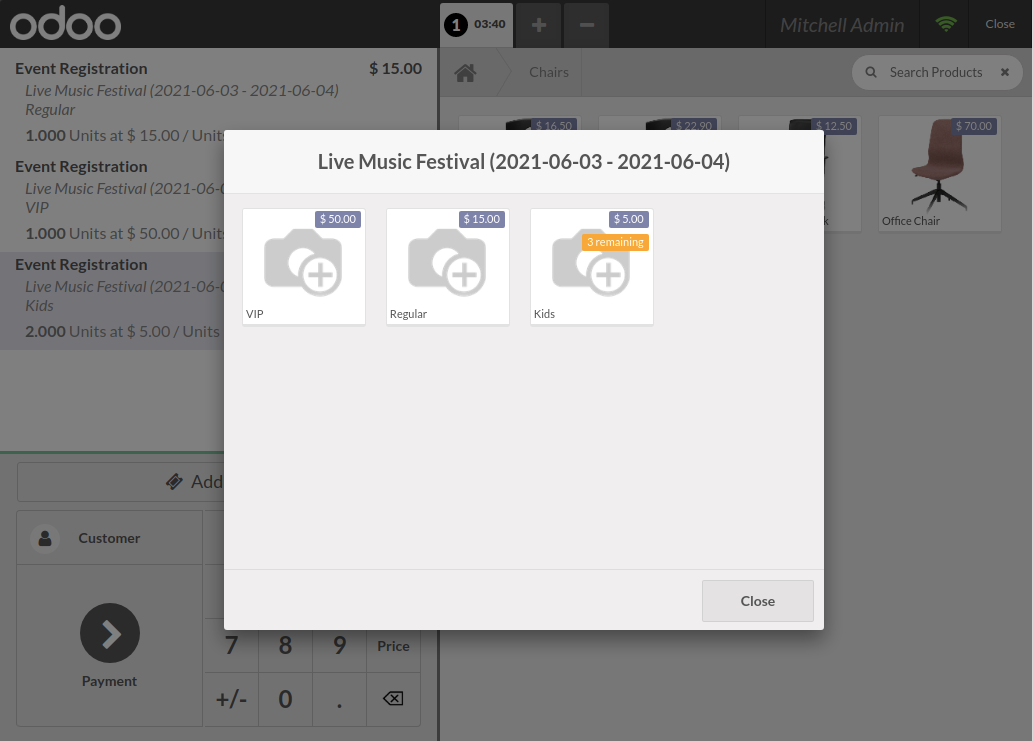 odoo
1 03:40 + −
Mitchell Admin
Close
Event Registration $ 15.00
Live Music Festival (2021-06-03 - 2021-06-04)
Regular
1.000 Units at $ 15.00 / Units
Event Registration
Live Music Festival (2021-06-0
VIP
1.000 Units at $ 50.00 / Units
Event Registration
Live Music Festival (2021-06-0
Kids
2.000 Units at $ 5.00 / Units
Add
Customer
Payment
7 8 9 Price
+/- 0 .
Chairs
Search Products
$ 16.50
$ 22.90
$ 12.50
$ 70.00
Office Chair
Live Music Festival (2021-06-03 - 2021-06-04)
$ 50.00
VIP
$ 15.00
Regular
$ 5.00
3 remaining
Kids
Close